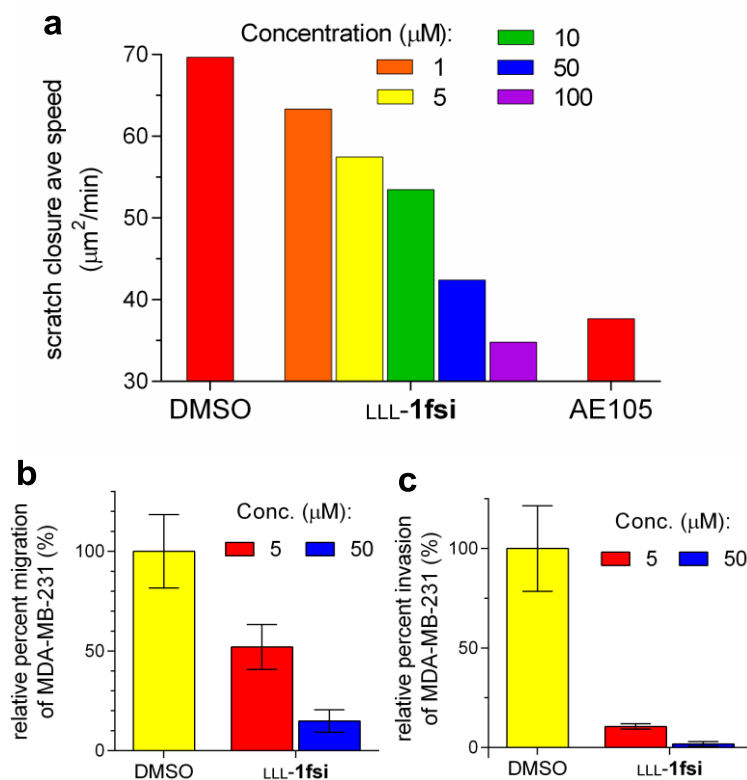 a
Concentration (μM):
1
5
10
50
100
scratch closure ave speed
(μm²/min)
70
60
50
40
30
DMSO
LLL-1fsi
AE105
b
relative percent migration
of MDA-MB-231 (%)
Conc. (μM):
5
50
100
50
0
DMSO
LLL-1fsi
c
relative percent invasion
of MDA-MB-231 (%)
Conc. (μM):
5
50
100
50
0
DMSO
LLL-1fsi